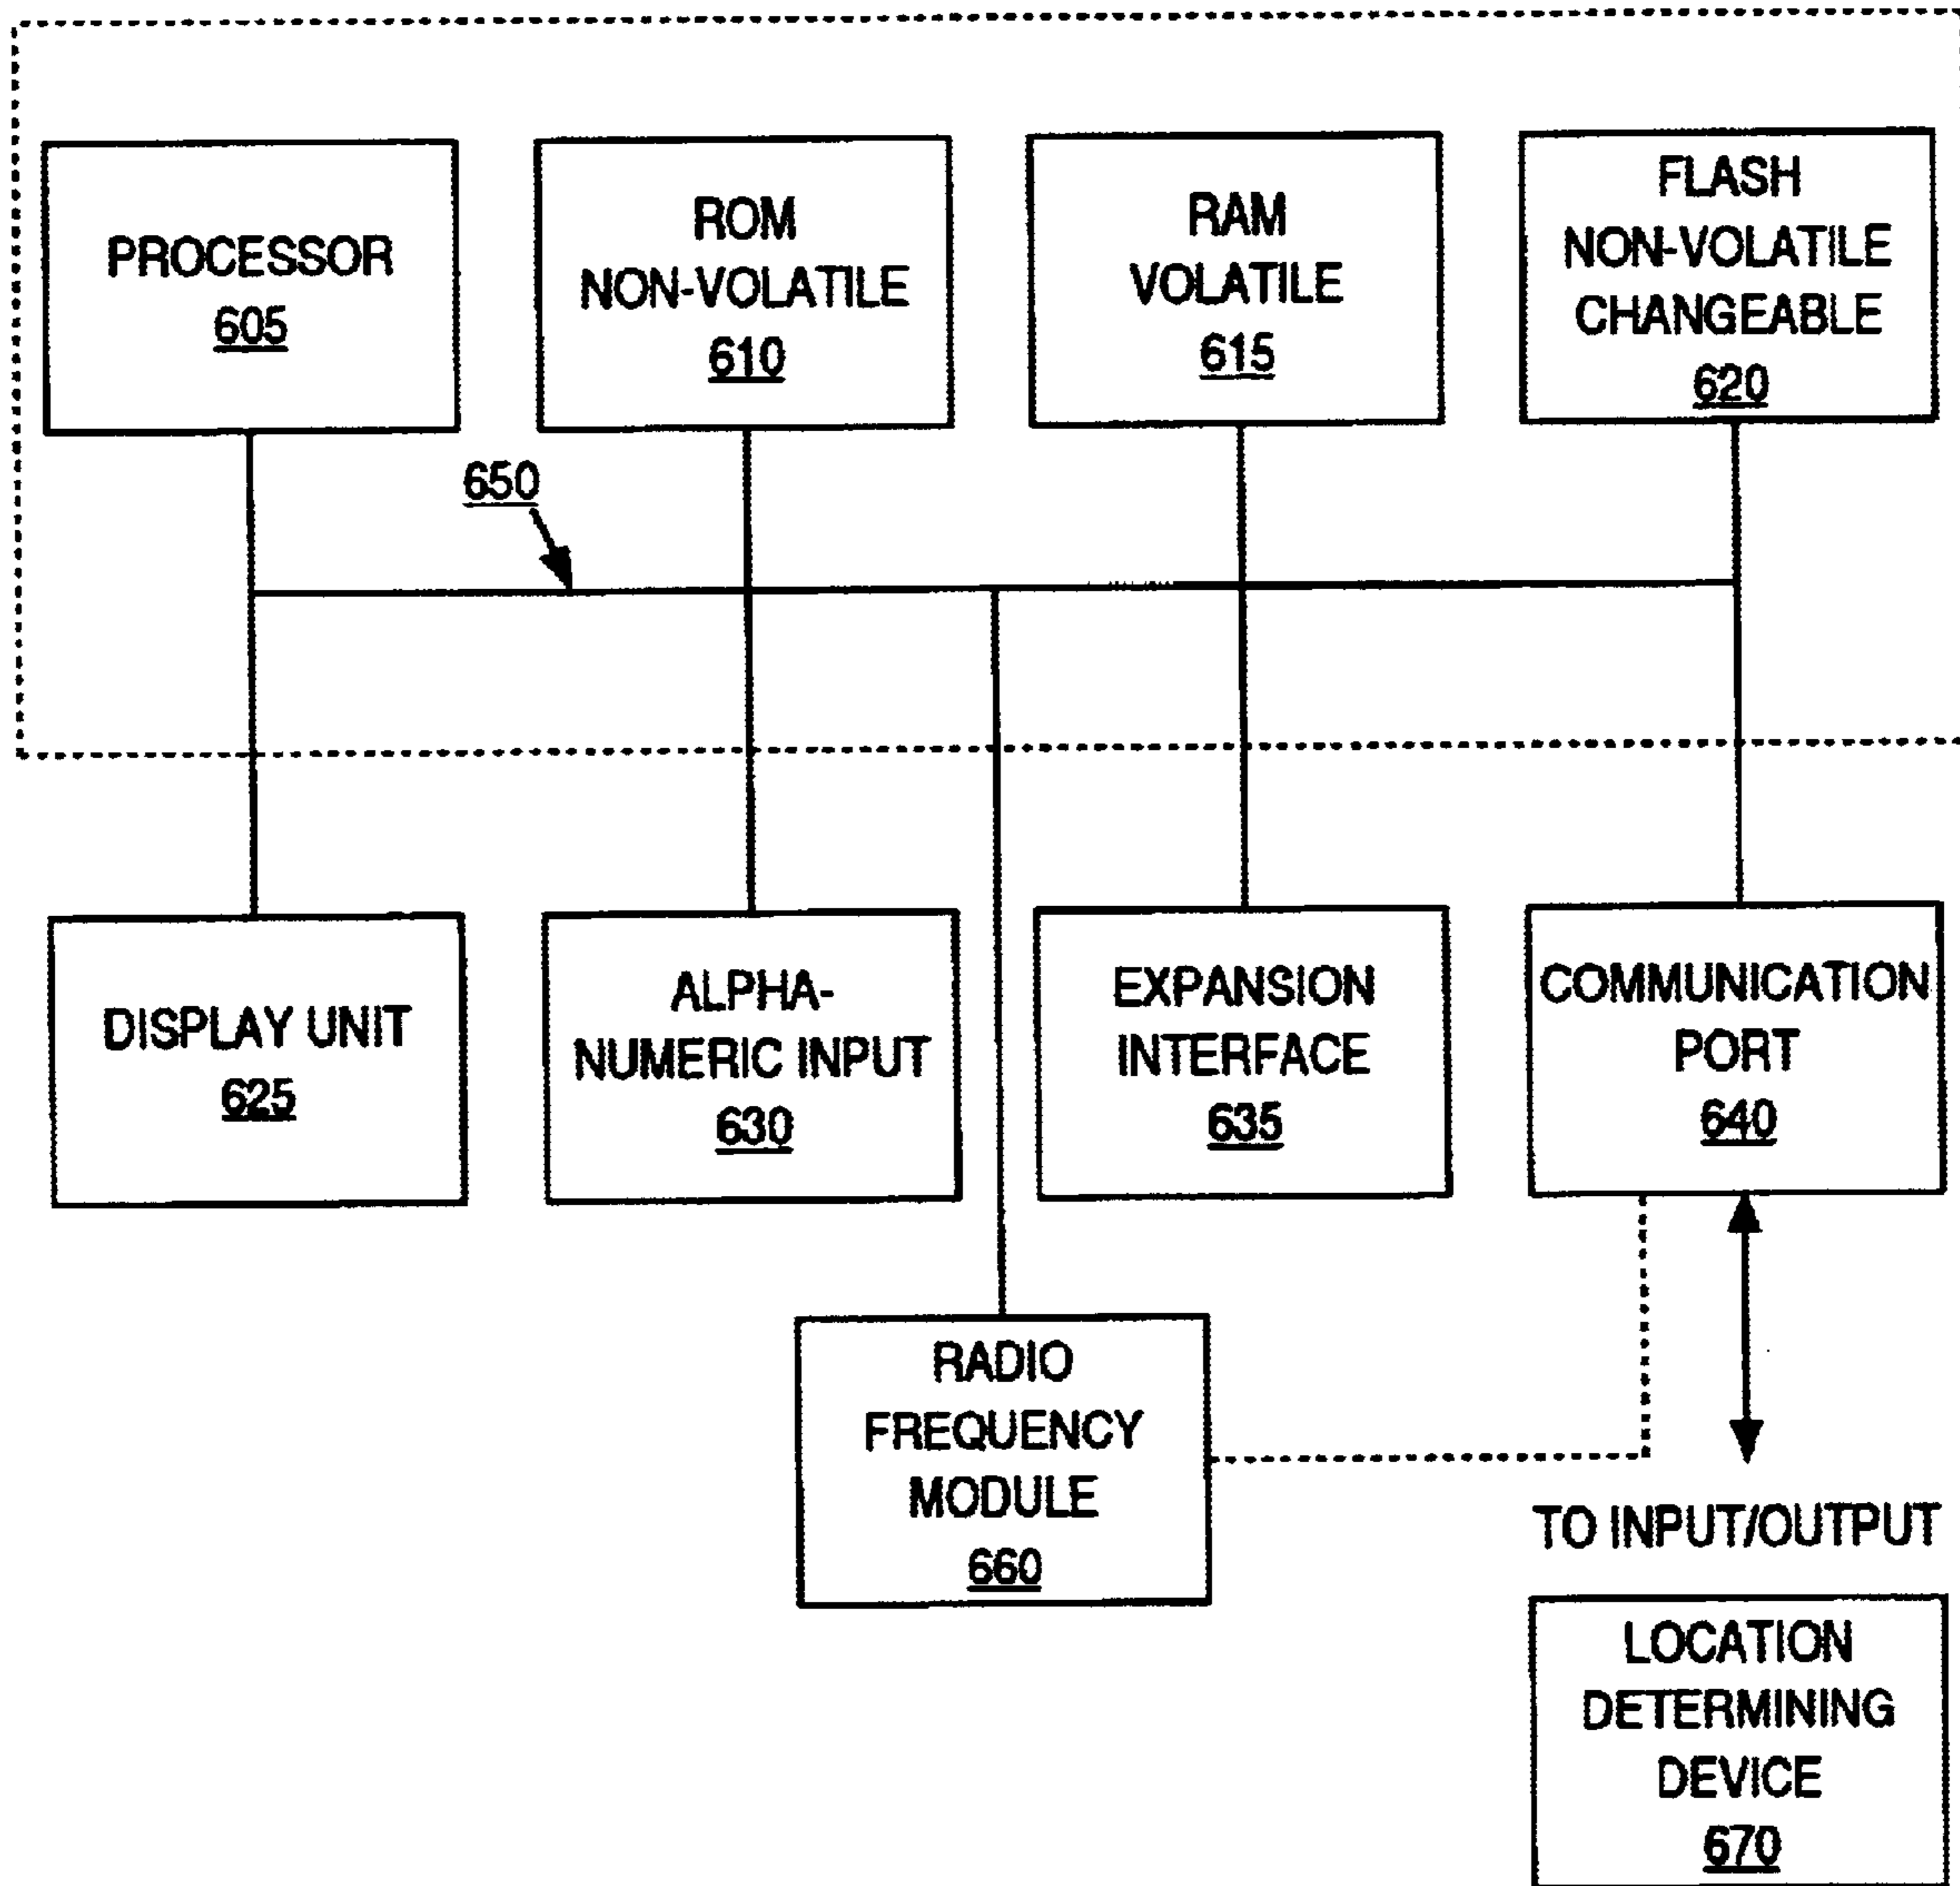 PROCESSOR
605
ROM
NON-VOLATILE
610
RAM
VOLATILE
615
FLASH
NON-VOLATILE
CHANGEABLE
620
650
DISPLAY UNIT
625
ALPHA-
NUMERIC INPUT
630
EXPANSION
INTERFACE
635
COMMUNICATION
PORT
640
RADIO
FREQUENCY
MODULE
660
TO INPUT/OUTPUT
LOCATION
DETERMINING
DEVICE
670